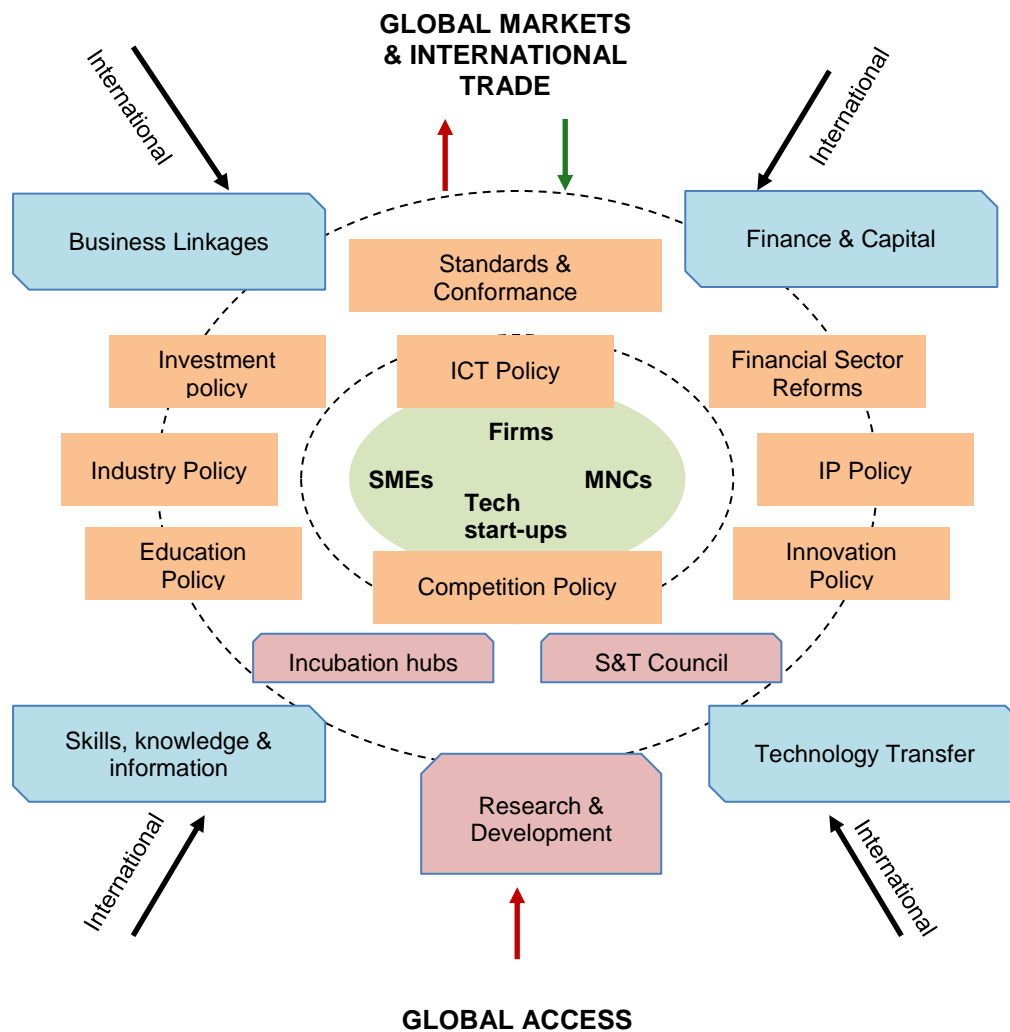 GLOBAL MARKETS
& INTERNATIONAL
TRADE
International
International
Business Linkages
Finance & Capital
Standards &
Conformance
Investment
policy
ICT Policy
Financial Sector
Reforms
Firms
Industry Policy
SMEs
MNCs
IP Policy
Tech
start-ups
Education
Policy
Competition Policy
Innovation
Policy
Incubation hubs
S&T Council
Skills, knowledge &
information
Technology Transfer
Research &
Development
International
International
GLOBAL ACCESS